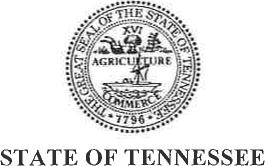 THE GREAT SEAL OF THE STATE OF TENNESSEE
XVI
AGRICULTURE
COMMERCE
1796
STATE OF TENNESSEE